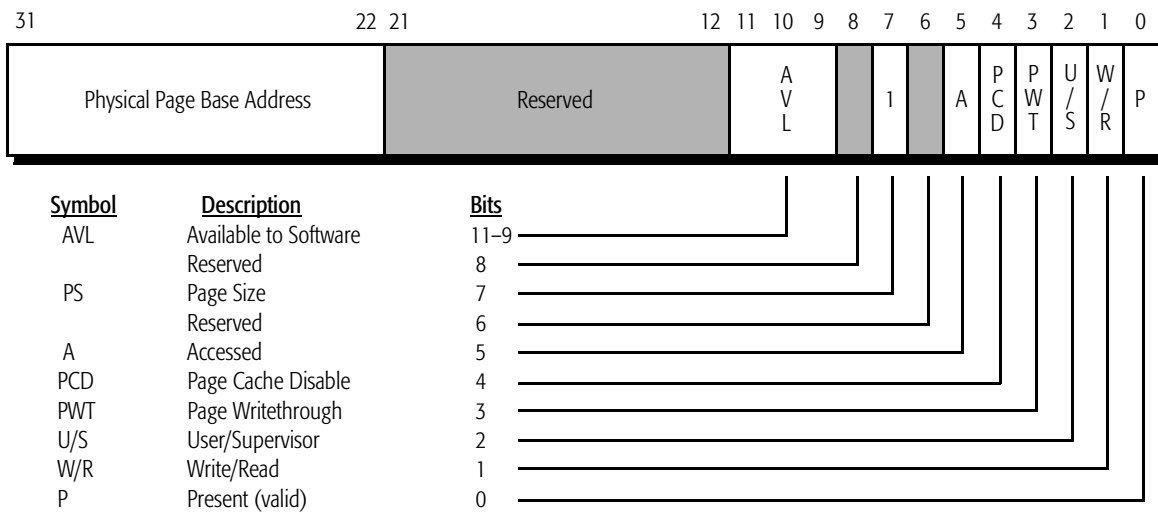 31 22 21 12 11 10 9 8 7 6 5 4 3 2 1 0
Physical Page Base Address Reserved AVL 1 A PCD PWT U/S W/R P
Symbol Description Bits
AVL Available to Software 11–9
Reserved 8
PS Page Size 7
Reserved 6
A Accessed 5
PCD Page Cache Disable 4
PWT Page Writethrough 3
U/S User/Supervisor 2
W/R Write/Read 1
P Present (valid) 0